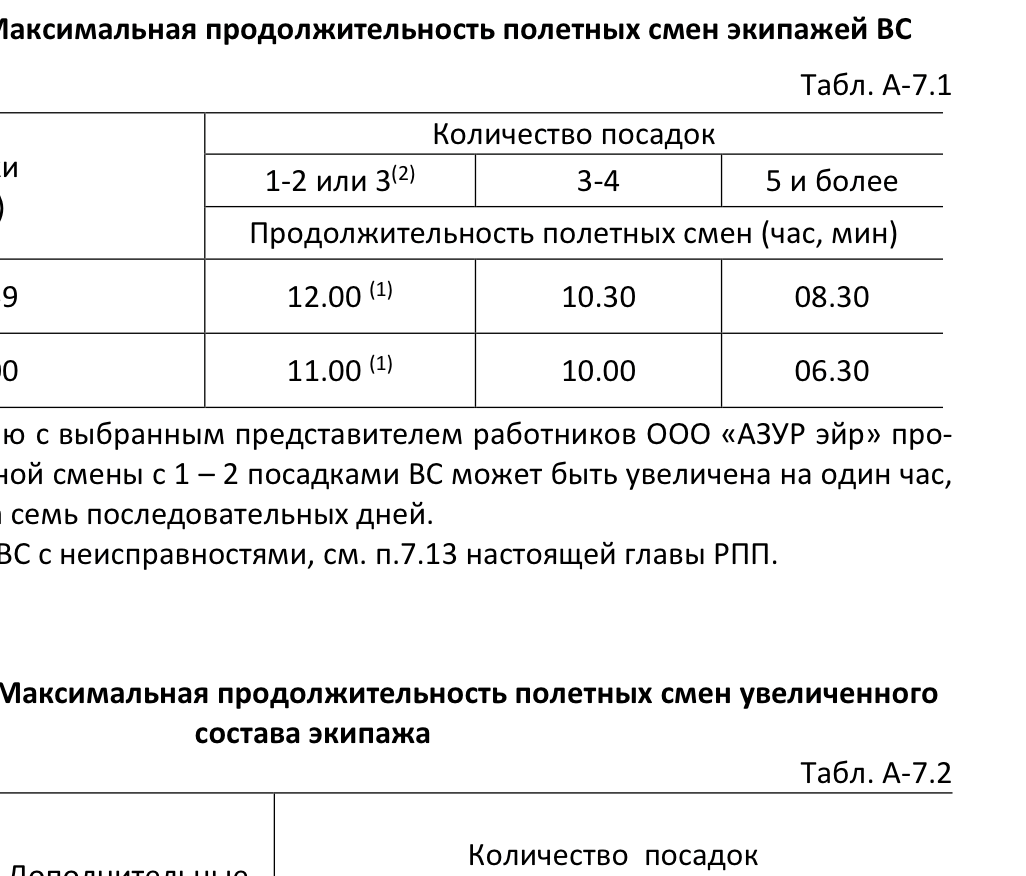 Максимальная продолжительность полетных смен экипажей ВС
Табл. А-7.1
Количество посадок
ки
1-2 или 3(2) 3-4 5 и более
)
Продолжительность полетных смен (час, мин)
9 12.00 (1) 10.30 08.30
00 11.00 (1) 10.00 06.30
ю с выбранным представителем работников ООО «АЗУР эйр» про-
ной смены с 1 – 2 посадками ВС может быть увеличена на один час,
семь последовательных дней.
ВС с неисправностями, см. п.7.13 настоящей главы РПП.
Максимальная продолжительность полетных смен увеличенного
состава экипажа
Табл. А-7.2
Количество посадок
Дополнительные